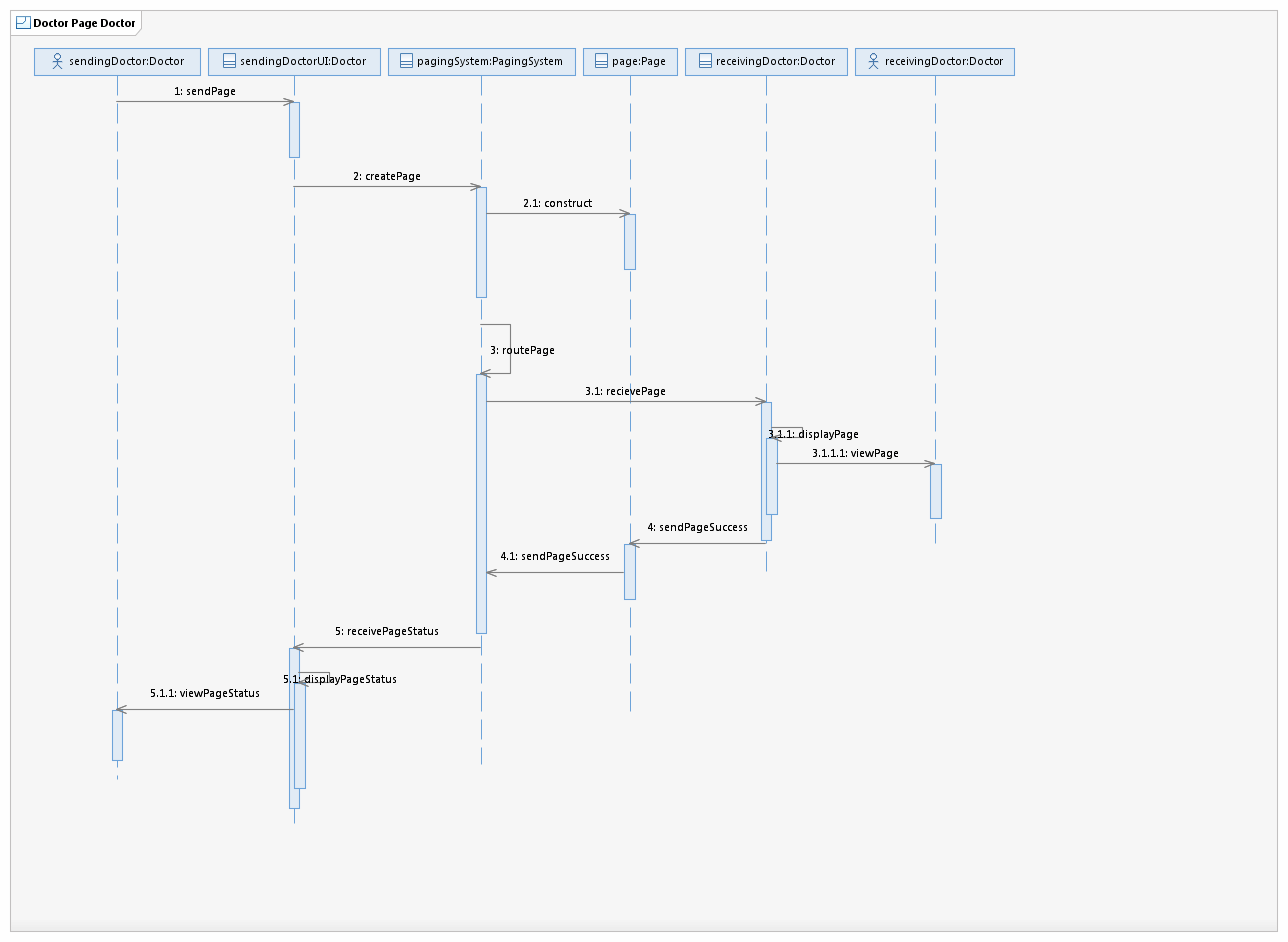 Doctor Page Doctor
sendingDoctor:Doctor
sendingDoctorUI:Doctor
pagingSystem:PagingSystem
page:Page
receivingDoctor:Doctor
receivingDoctor:Doctor
1: sendPage
2: createPage
2.1: construct
3: routePage
3.1: recievePage
3.1.1: displayPage
3.1.1.1: viewPage
4: sendPageSuccess
4.1: sendPageSuccess
5: receivePageStatus
5.1: displayPageStatus
5.1.1: viewPageStatus